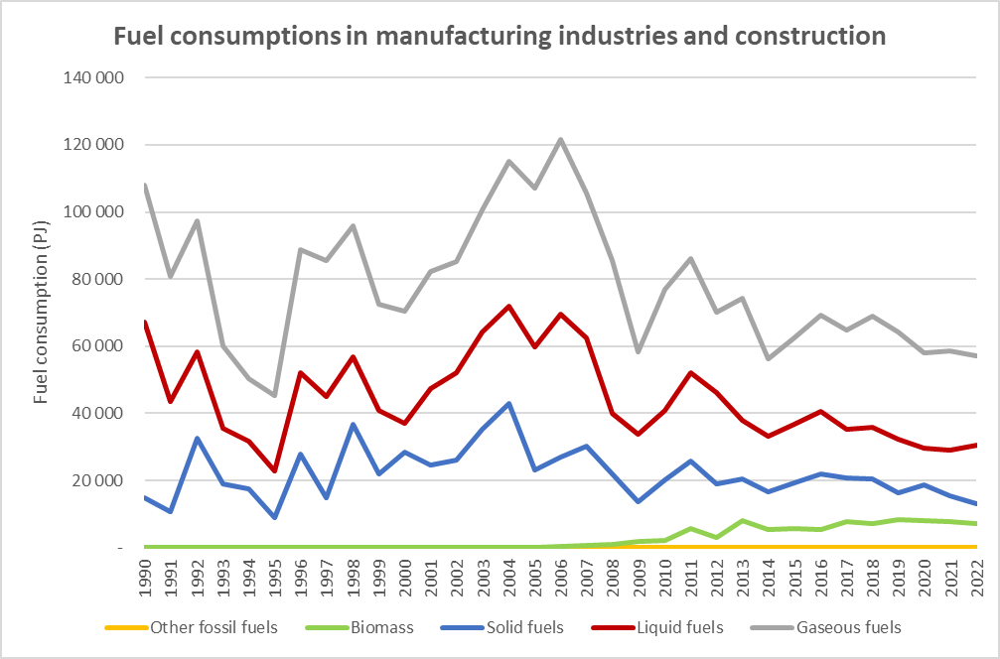 Fuel consumptions in manufacturing industries and construction
Fuel consumption (PJ)
140 000
120 000
100 000
80 000
60 000
40 000
20 000
-
1990 1991 1992 1993 1994 1995 1996 1997 1998 1999 2000 2001 2002 2003 2004 2005 2006 2007 2008 2009 2010 2011 2012 2013 2014 2015 2016 2017 2018 2019 2020 2021 2022
Other fossil fuels Biomass Solid fuels Liquid fuels Gaseous fuels